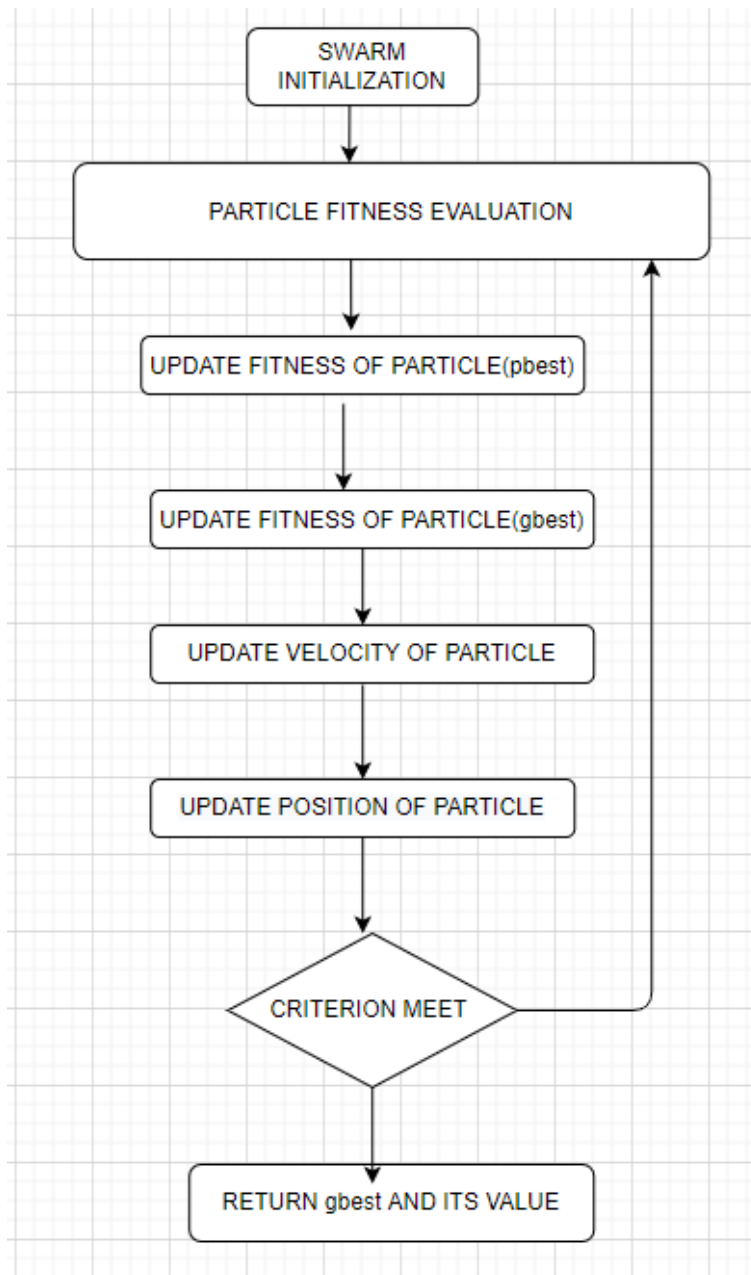 SWARM
INITIALIZATION
PARTICLE FITNESS EVALUATION
UPDATE FITNESS OF PARTICLE(pbest)
UPDATE FITNESS OF PARTICLE(gbest)
UPDATE VELOCITY OF PARTICLE
UPDATE POSITION OF PARTICLE
CRITERION MEET
RETURN gbest AND ITS VALUE